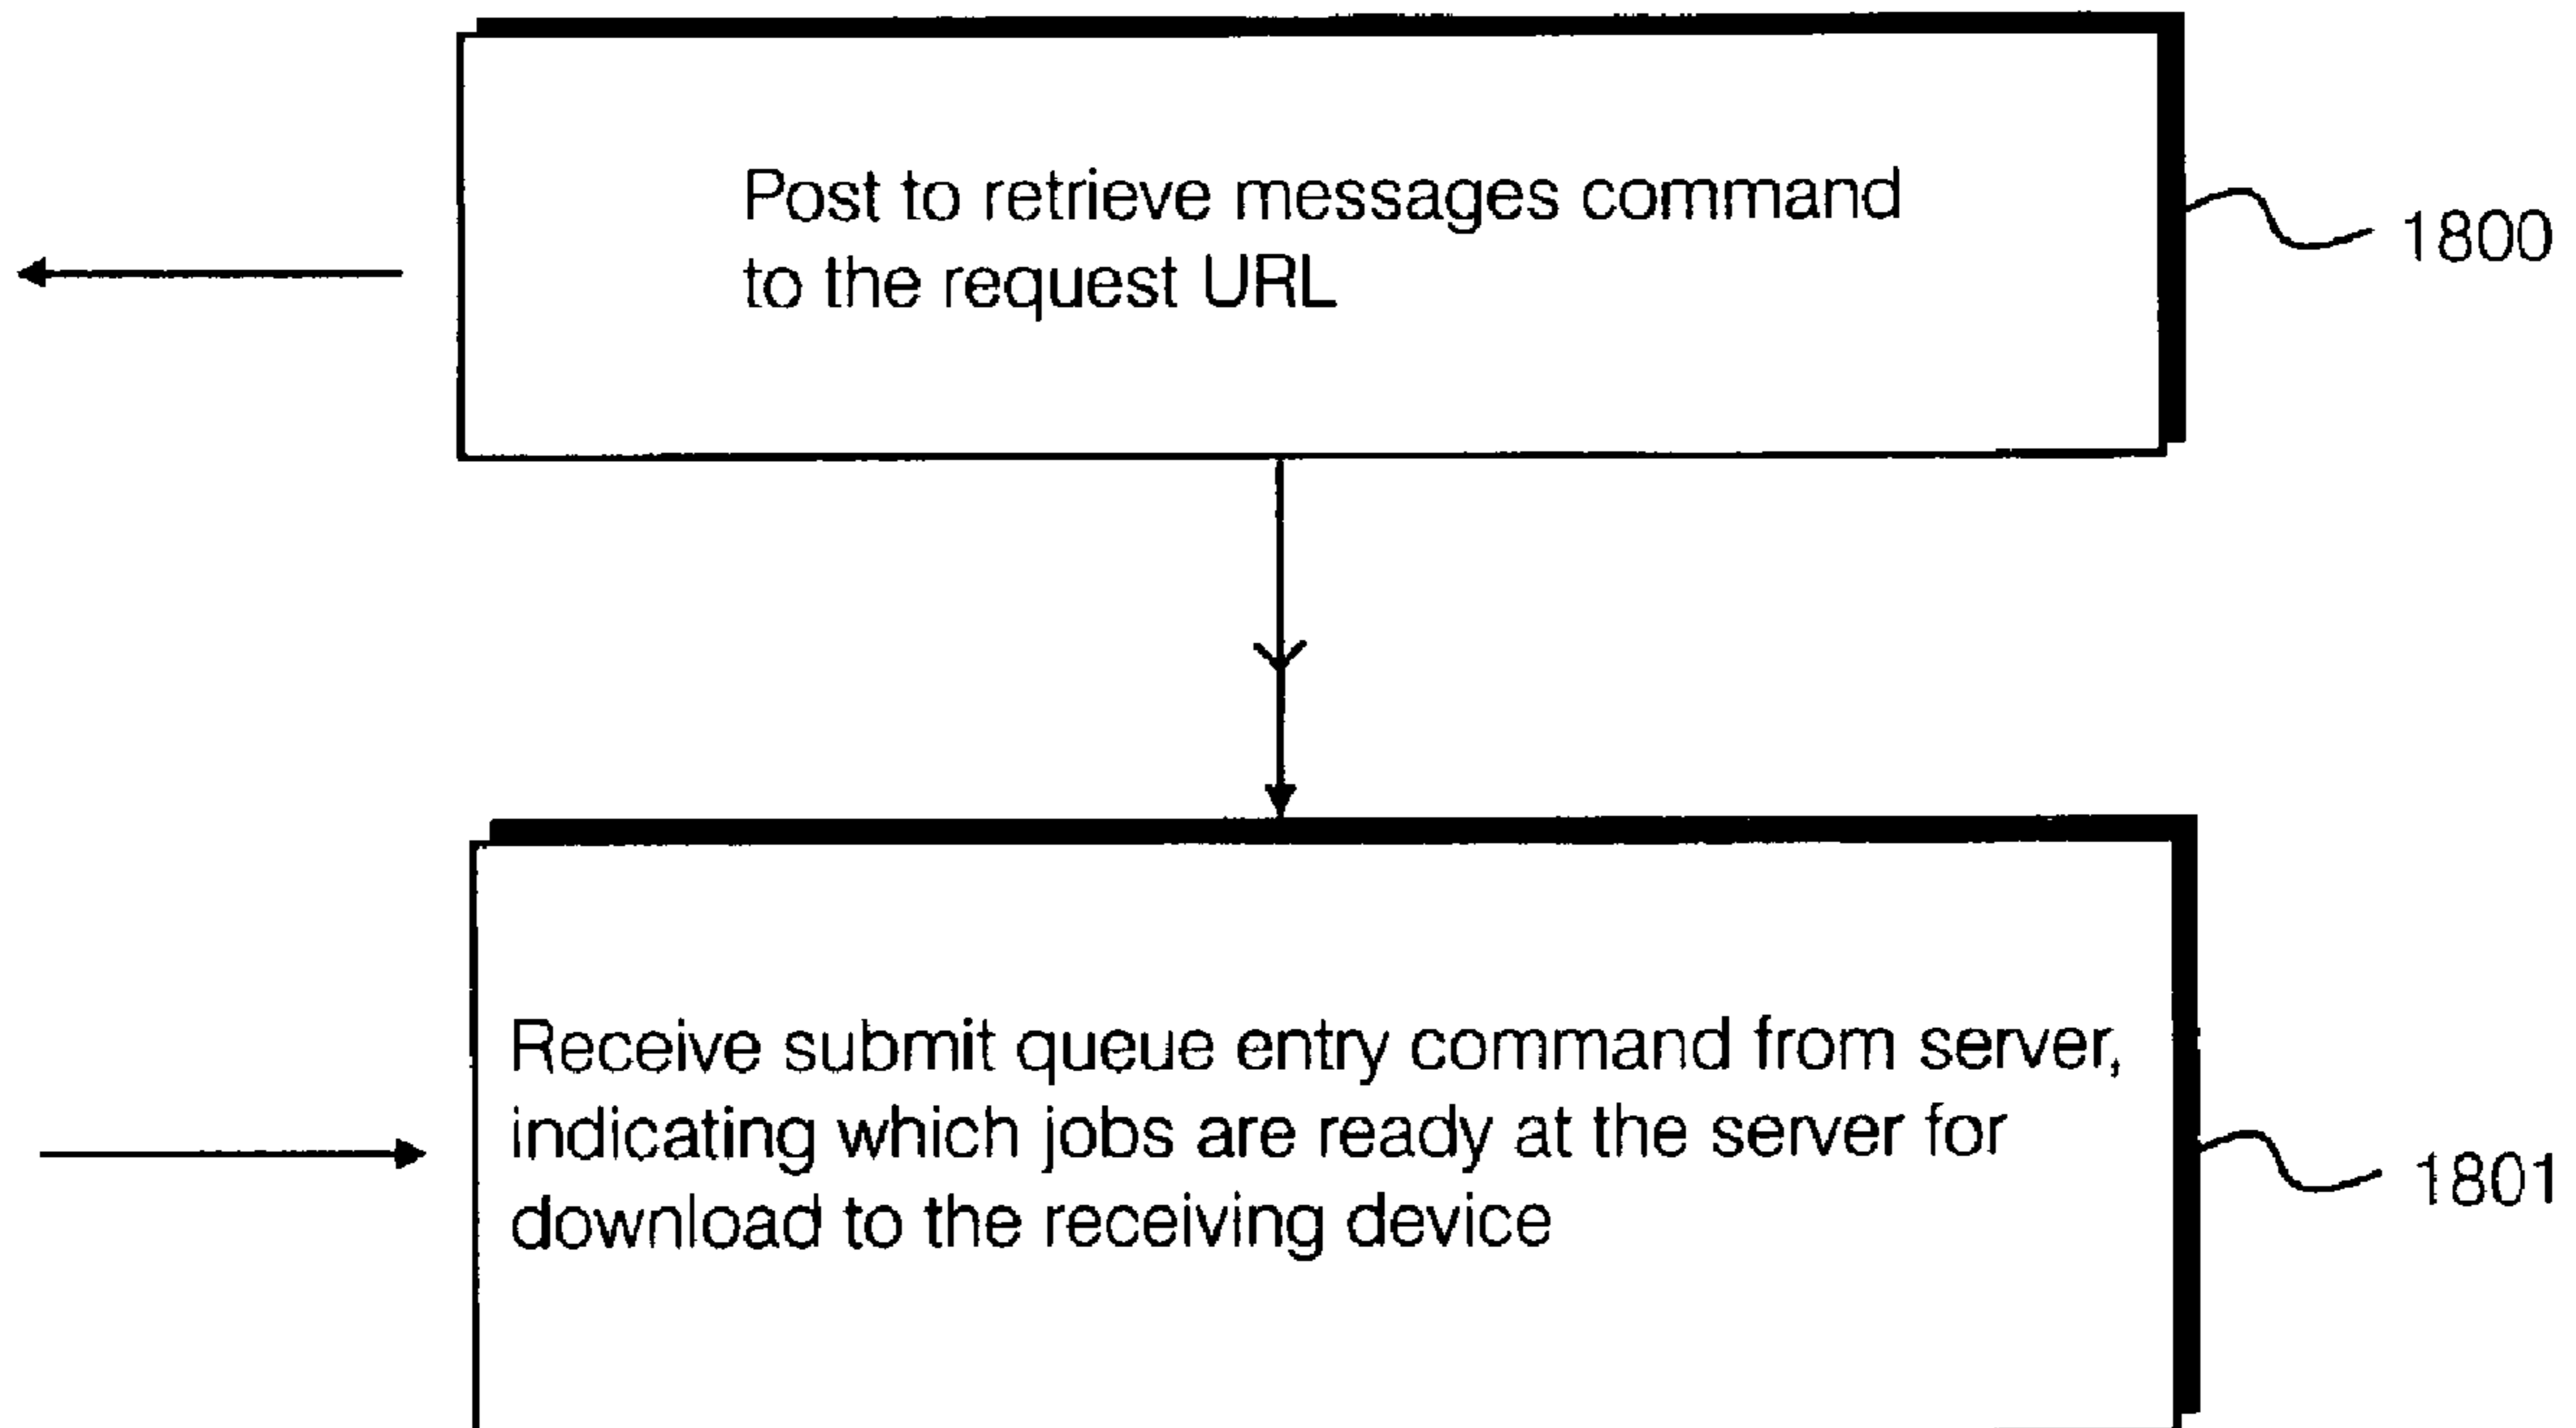 Post to retrieve messages command
to the request URL
1800
Receive submit queue entry command from server,
indicating which jobs are ready at the server for
download to the receiving device
1801